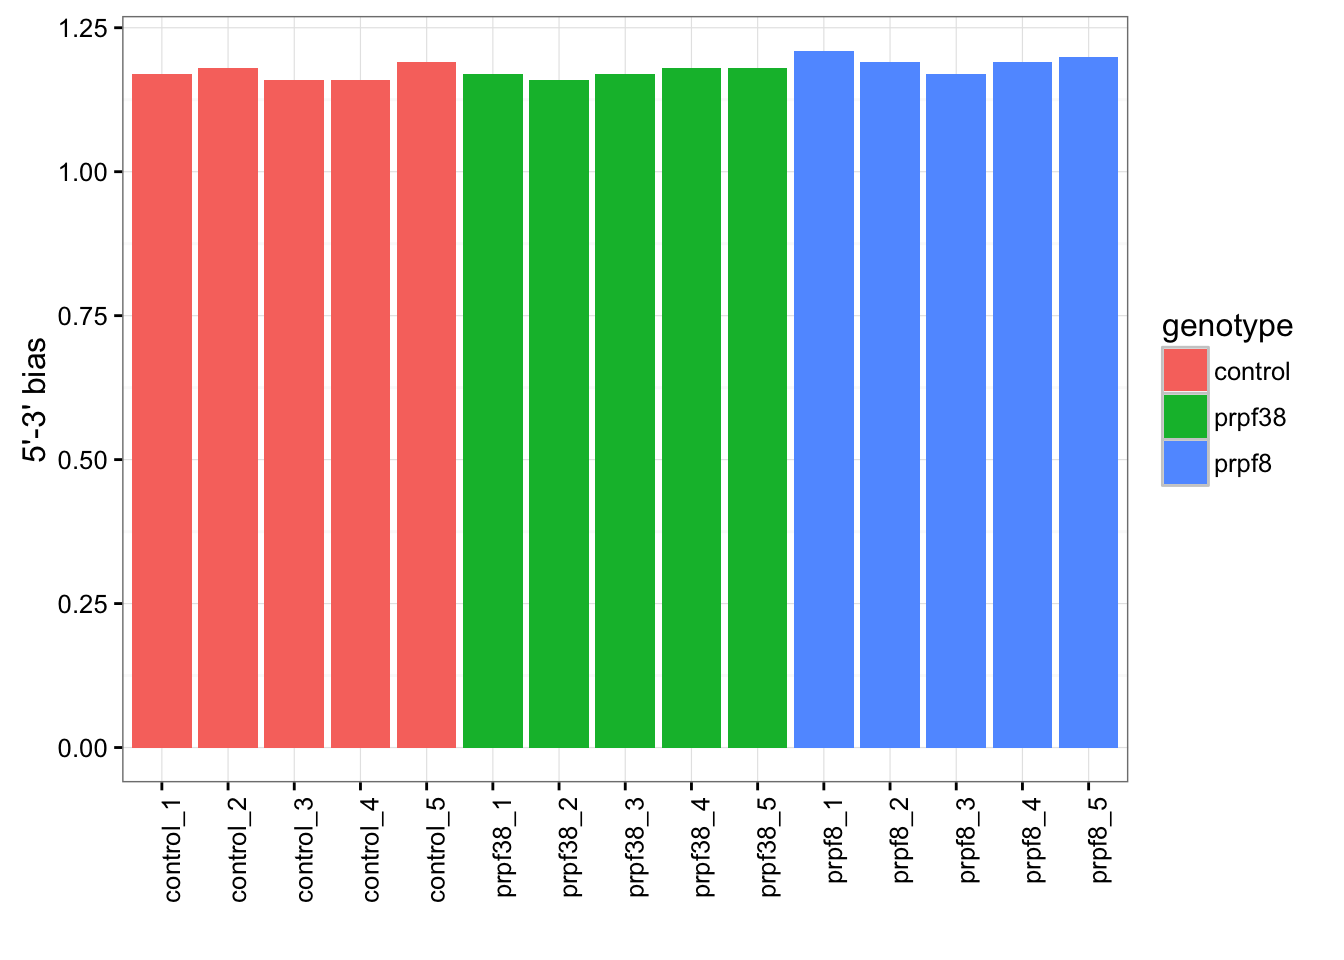 1.25
1.00
0.75
0.50
0.25
0.00
5'-3' bias
control_1
control_2
control_3
control_4
control_5
prpf38_1
prpf38_2
prpf38_3
prpf38_4
prpf38_5
prpf8_1
prpf8_2
prpf8_3
prpf8_4
prpf8_5
genotype
control
prpf38
prpf8